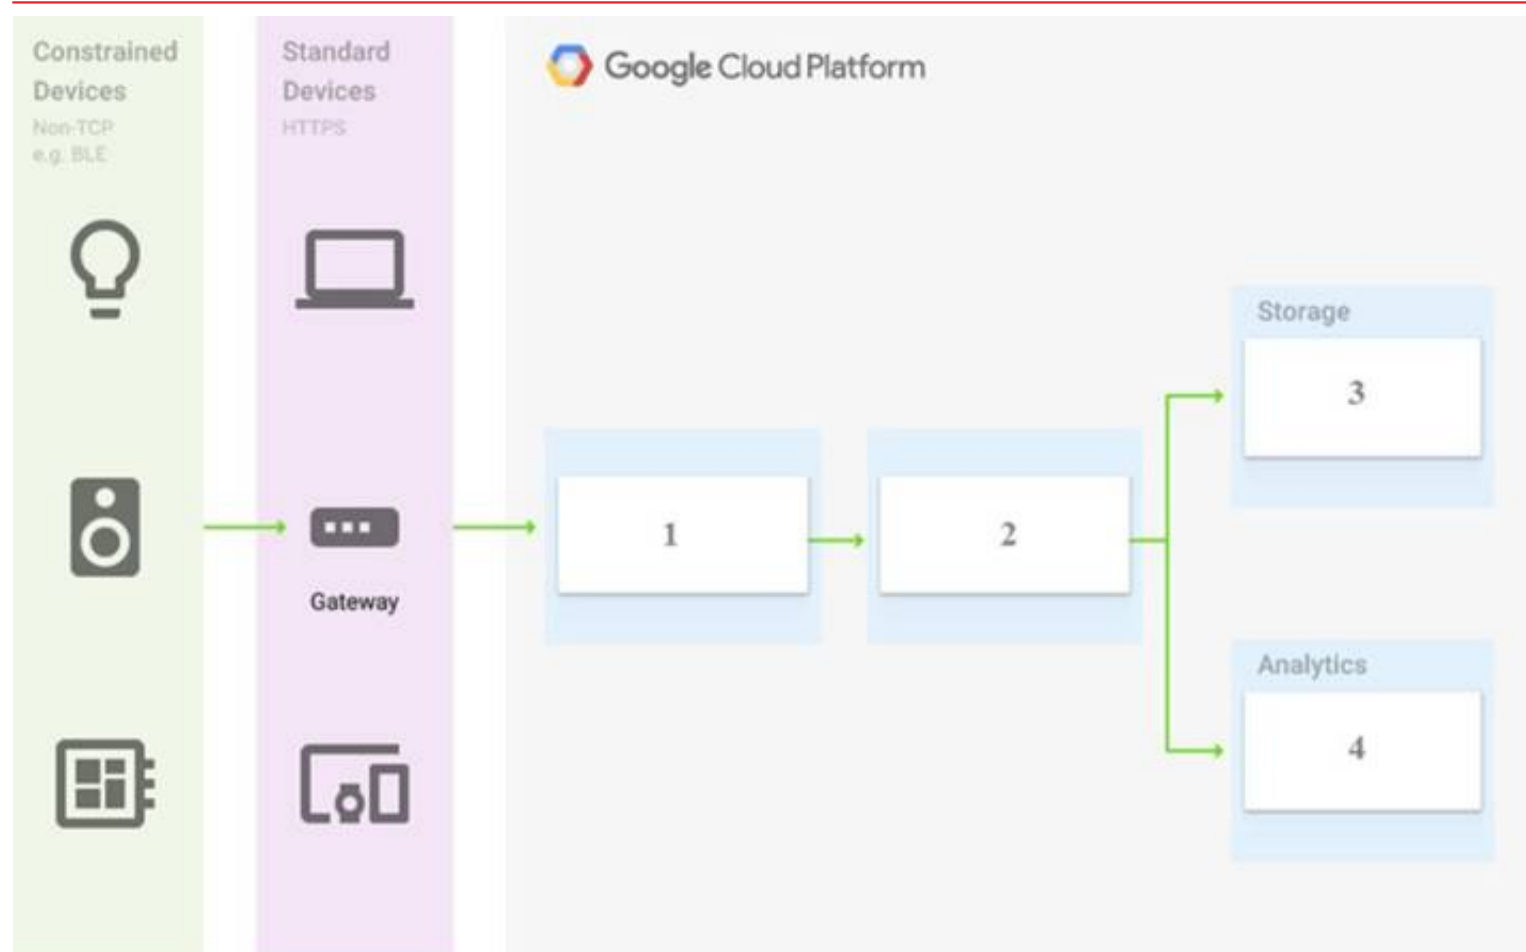 Constrained
Devices
Non-TCP
e.g. BLE
Standard
Devices
HTTPS
Google Cloud Platform
Gateway
1
2
Storage
3
Analytics
4